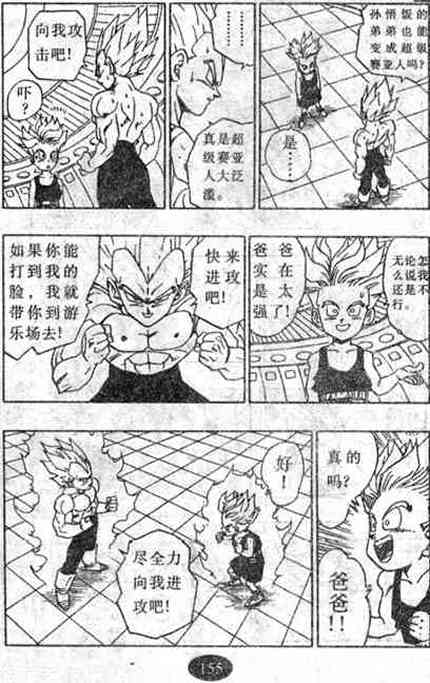 孙悟饭的
弟弟也能
变成超级
赛亚人吗?
是……
……
……
真是超
级赛亚
人大泛
滥。
向我攻
击吧!
吓?
无论怎
么说我
还是不
行。
爸爸
实在
是太
强了!
快来
进攻
吧!
如果你能
打到我的
脸，我就
带你到游
乐场去!
真的
吗?
爸
爸
!!
好
!
尽全力
向我进
攻吧!
155